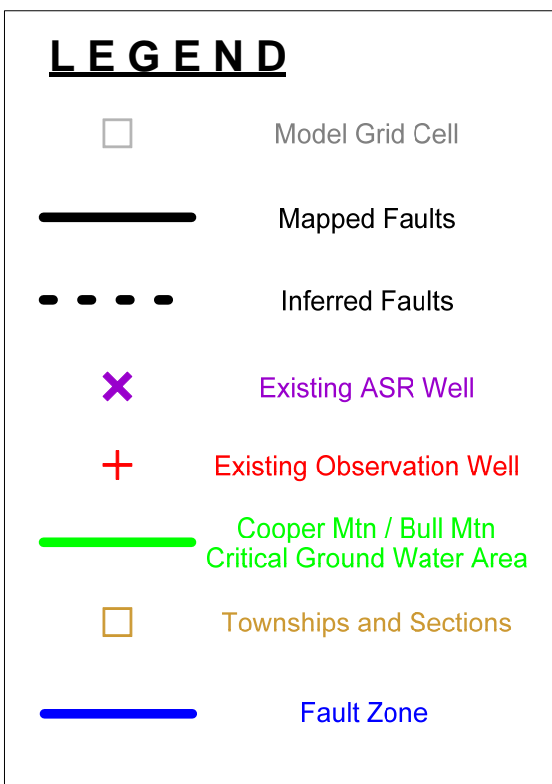 L E G E N D
Model Grid Cell
Mapped Faults
Inferred Faults
Existing ASR Well
Existing Observation Well
Cooper Mtn / Bull Mtn
Critical Ground Water Area
Townships and Sections
Fault Zone